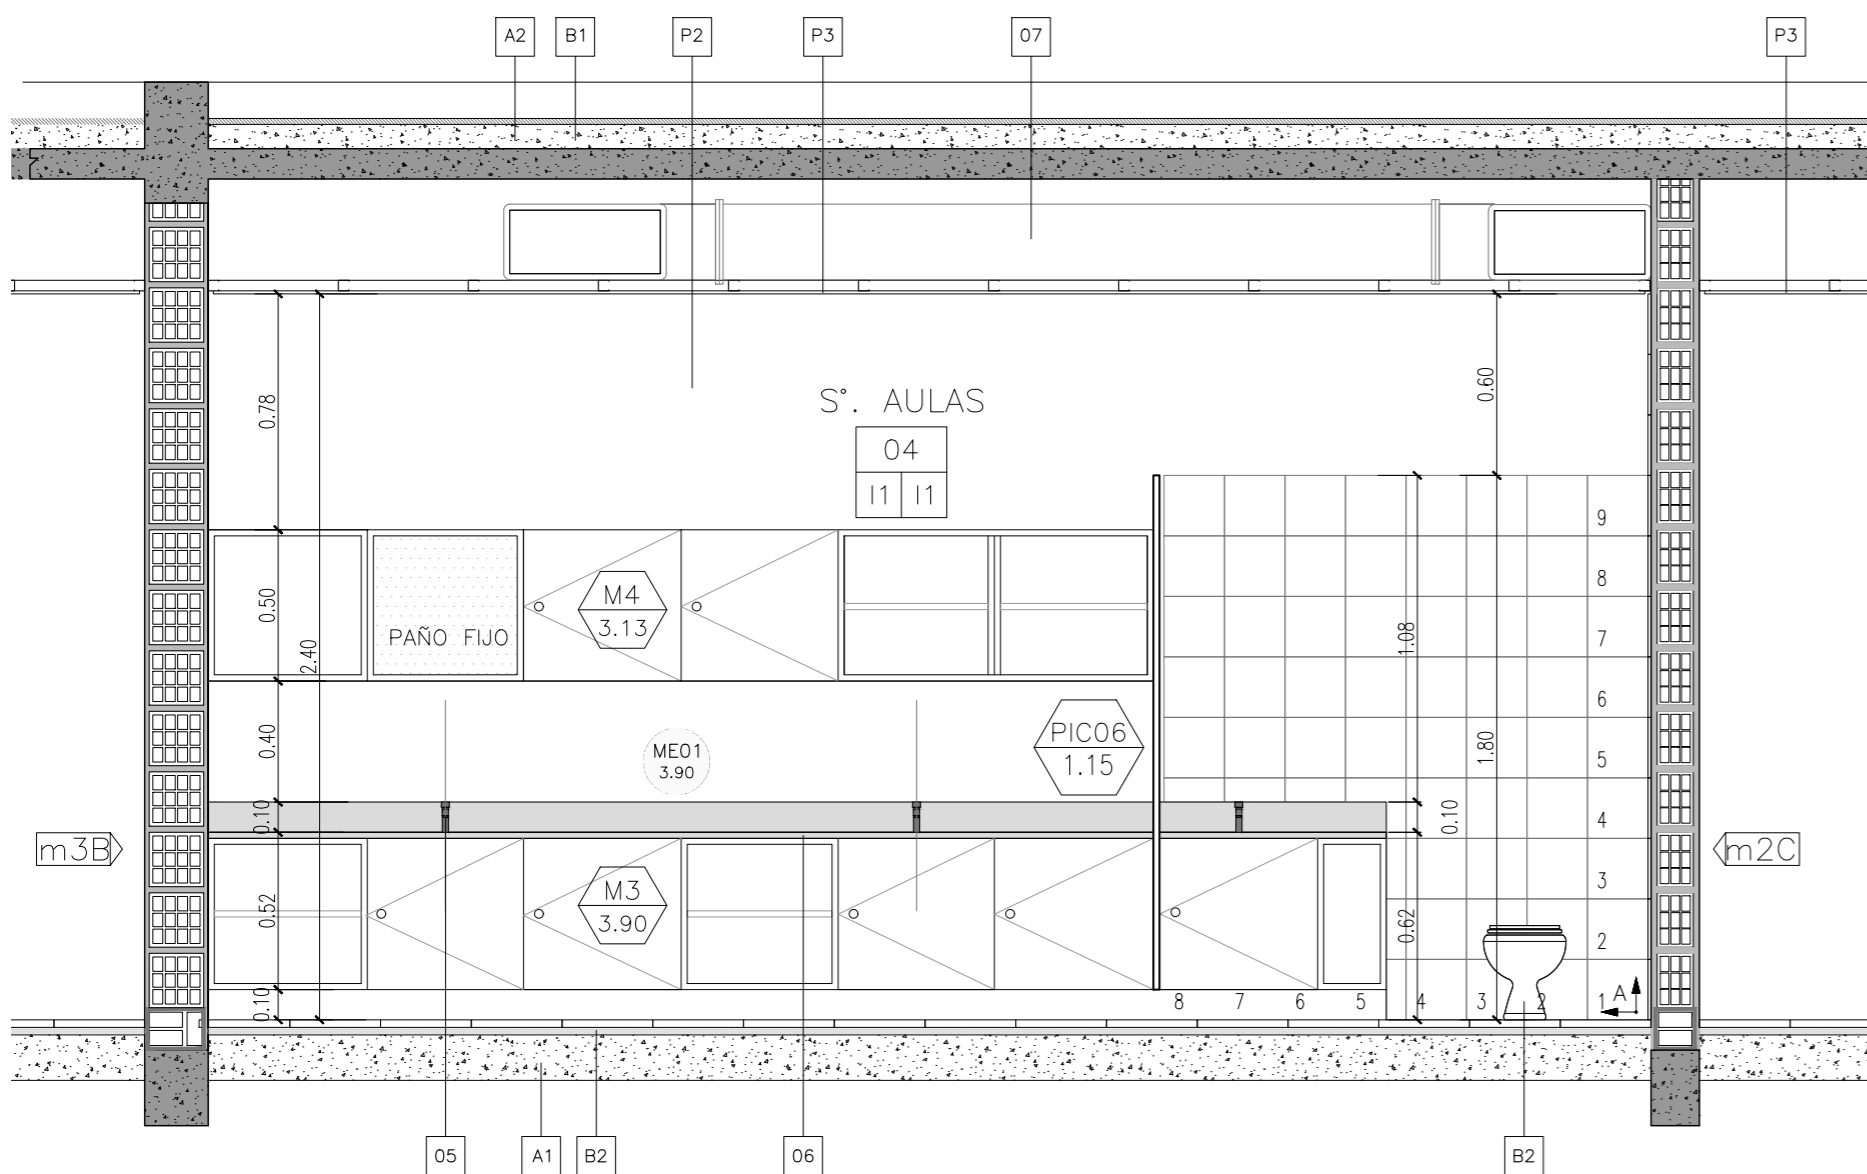 A2 B1 P2 P3 07 P3
S°. AULAS
04
I1 I1
0.78
0.60
9
8
M4
3.13
PAÑO FIJO
0.50
2.40
1.08
7
6
PIC06
1.15
ME01
3.90
0.40
1.80
5
0.10
0.10
4
m3B
m2C
M3
3.90
0.52
3
0.62
2
0.10
8 7 6 5 4 3 2 1 A
05 A1 B2 06 B2